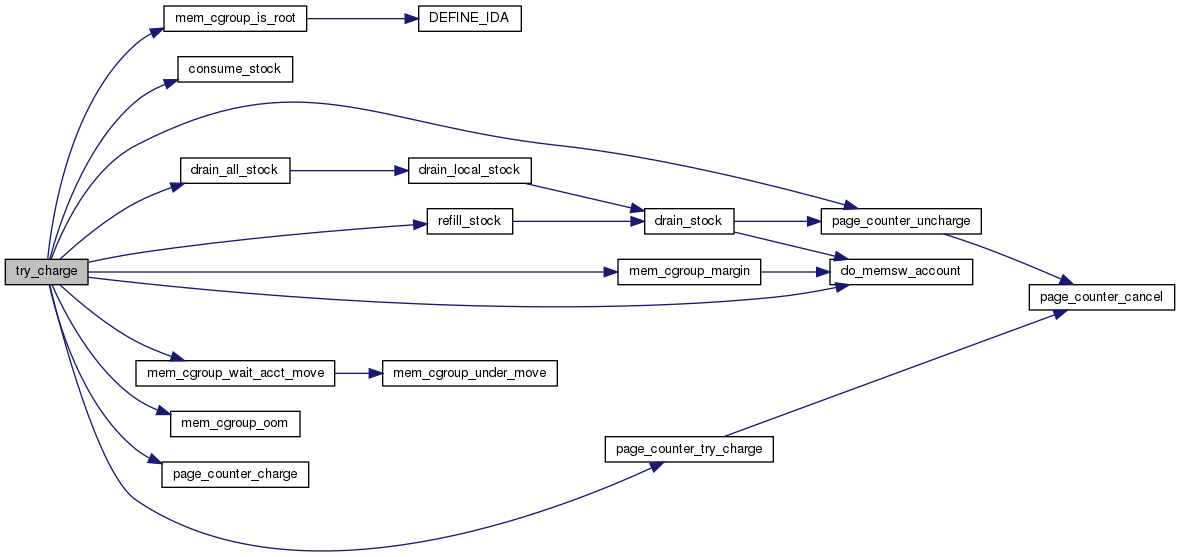 mem_cgroup_is_root
DEFINE_IDA
consume_stock
drain_all_stock
drain_local_stock
refill_stock
drain_stock
page_counter_uncharge
try_charge
mem_cgroup_margin
do_memsw_account
page_counter_cancel
mem_cgroup_wait_acct_move
mem_cgroup_under_move
mem_cgroup_oom
page_counter_try_charge
page_counter_charge